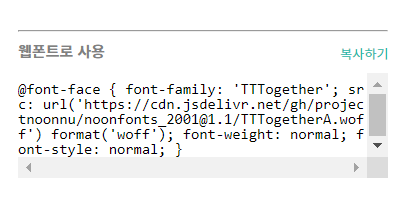 웹폰트로 사용
복사하기
@font-face { font-family: 'TTTogether'; sr
c: url('https://cdn.jsdelivr.net/gh/projec
tnoonnu/noonfonts_2001@1.1/TTTogetherA.wof
f') format('woff'); font-weight: normal; f
ont-style: normal; }